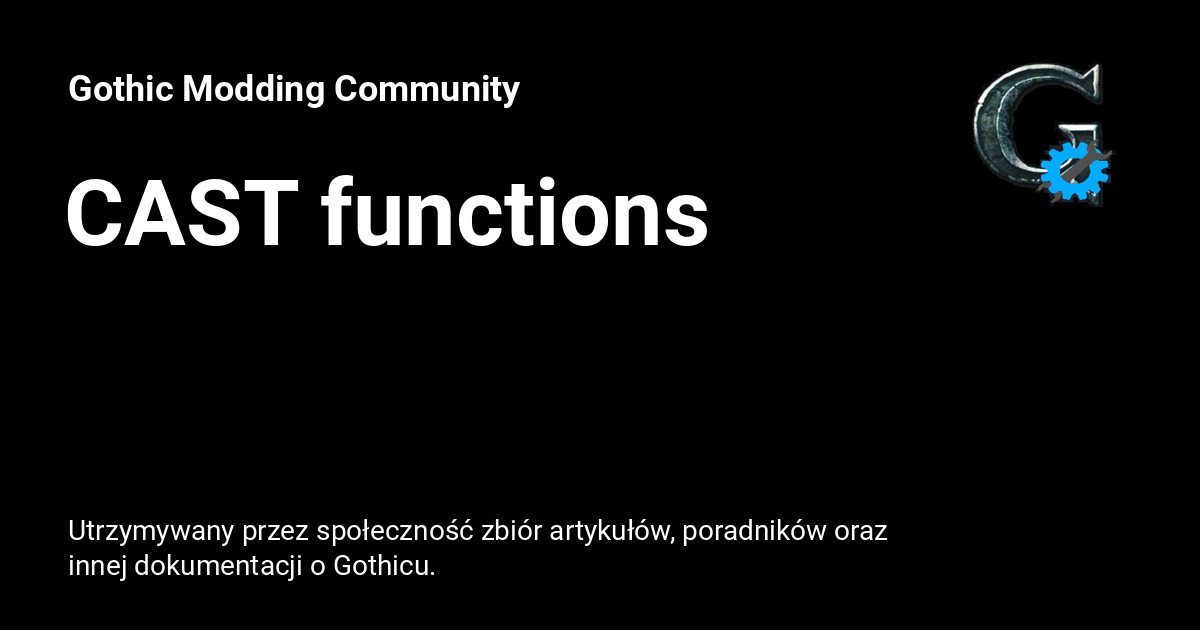 Gothic Modding Community
CAST functions
Utrzymywany przez społeczność zbiór artykułów, poradników oraz
innej dokumentacji o Gothicu.